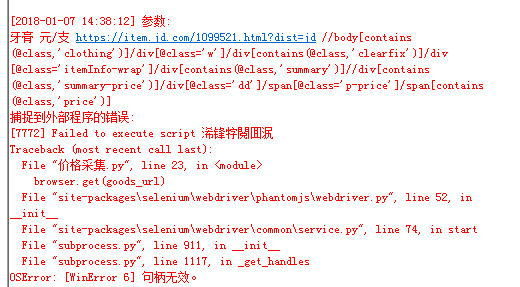 [2018-01-07 14:38:12] 参数:
牙膏 元/支 https://item.jd.com/1099521.html?dist=jd //body[contains
(@class,'clothing')]/div[@class='w']/div[contains(@class,'clearfix')]/div
[@class='itemInfo-wrap']/div[contains(@class,'summary')]//div[contains
(@class,'summary-price')]/div[@class='dd']/span[@class='p-price']/span[contains
(@class,'price')]
捕捉到外部程序的错误:
[7772] Failed to execute script
Traceback (most recent call last):
File "价格采集.py", line 23, in <module>
browser.get(goods_url)
File "site-packages\selenium\webdriver\phantomjs\webdriver.py", line 52, in
__init__
File "site-packages\selenium\webdriver\common\service.py", line 74, in start
File "subprocess.py", line 911, in __init__
File "subprocess.py", line 1117, in _get_handles
OSError: [WinError 6] 句柄无效。